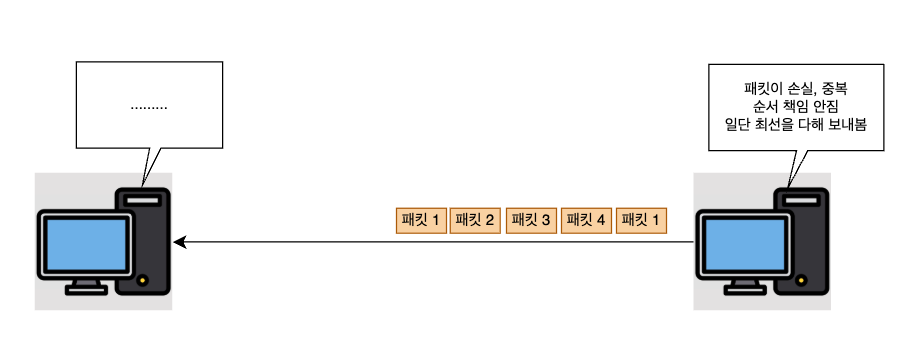 .........
패킷이 손실, 중복
순서 책임 안짐
일단 최선을 다해 보내봄
패킷 1 패킷 2 패킷 3 패킷 4 패킷 1